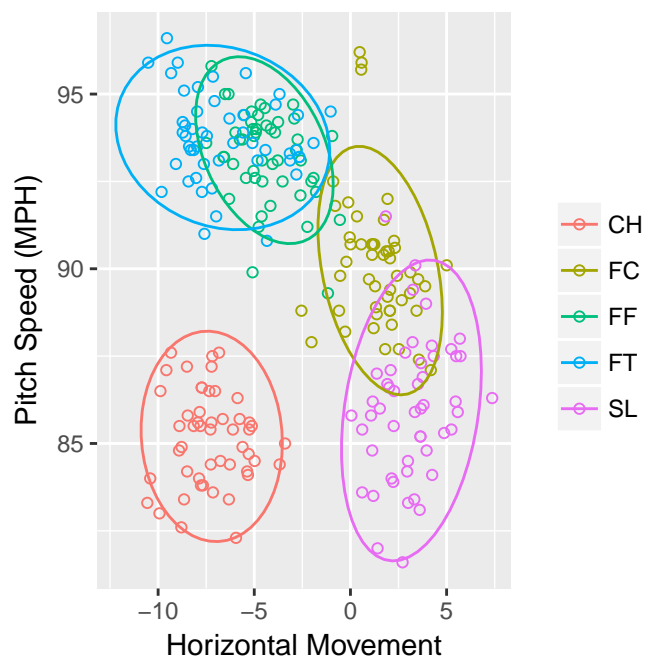 95
90
85
−10
−5
0
5
Pitch Speed (MPH)
Horizontal Movement
CH
FC
FF
FT
SL